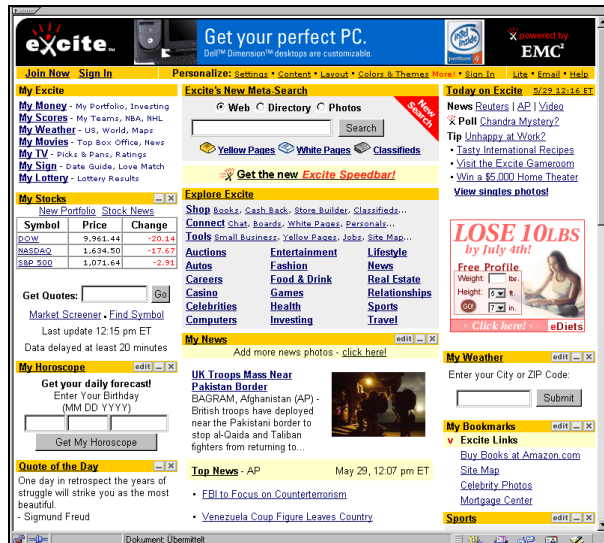 excite
Get your perfect PC.
Dell™ Dimension™ desktops are customizable.
intel inside
pentium 4
powered by
EMC²
Join Now Sign In
Personalize: Settings • Content • Layout • Colors & Themes More! • Sign In
Lite • Email • Help
My Excite
My Money - My Portfolio, Investing
My Scores - My Teams, NBA, NHL
My Weather - US, World, Maps
My Movies - Top Box Office, News
My TV - Picks & Pans, Ratings
My Sign - Date Guide, Love Match
My Lottery - Lottery Results
My Stocks
New Portfolio Stock News
Symbol Price Change
DOW 9,961.44 -20.14
NASDAQ 1,634.50 -17.67
S&P 500 1,071.64 -2.91
Get Quotes: Go
Market Screener • Find Symbol
Last update 12:15 pm ET
Data delayed at least 20 minutes
My Horoscope edit
Get your daily forecast!
Enter Your Birthday
(MM DD YYYY)
Get My Horoscope
Quote of the Day
One day in retrospect the years of
struggle will strike you as the most
beautiful.
- Sigmund Freud
Excite's New Meta-Search
Web Directory Photos
New Search
Search
Yellow Pages White Pages Classifieds
Get the new Excite Speedbar!
Explore Excite
Shop Books, Cash Back, Store Builder, Classifieds...
Connect Chat, Boards, White Pages, Personals...
Tools Small Business, Yellow Pages, Jobs, Site Map...
Auctions Entertainment Lifestyle
Autos Fashion News
Careers Food & Drink Real Estate
Casino Games Relationships
Celebrities Health Sports
Computers Investing Travel
My News edit
Add more news photos - click here!
UK Troops Mass Near
Pakistan Border
BAGRAM, Afghanistan (AP) -
British troops have deployed
near the Pakistani border to
stop al-Qaida and Taliban
fighters from returning to...
Top News - AP May 29, 12:07 pm ET
• FBI to Focus on Counterterrorism
• Venezuela Coup Figure Leaves Country
Today on Excite 5/29 12:16 ET
News Reuters | AP | Video
Poll Chandra Mystery?
Tip Unhappy at Work?
• Tasty International Recipes
• Visit the Excite Gameroom
• Win a $5,000 Home Theater
View singles photos!
LOSE 10LBS
by July 4th!
Free Profile
Weight: lbs.
Height: 5 ft.
GO! 7 in.
Click here! eDiets
My Weather edit
Enter your City or ZIP Code:
Submit
My Bookmarks edit
v Excite Links
Buy Books at Amazon.com
Site Map
Celebrity Photos
Mortgage Center
Sports edit
Dokument: Übermittelt